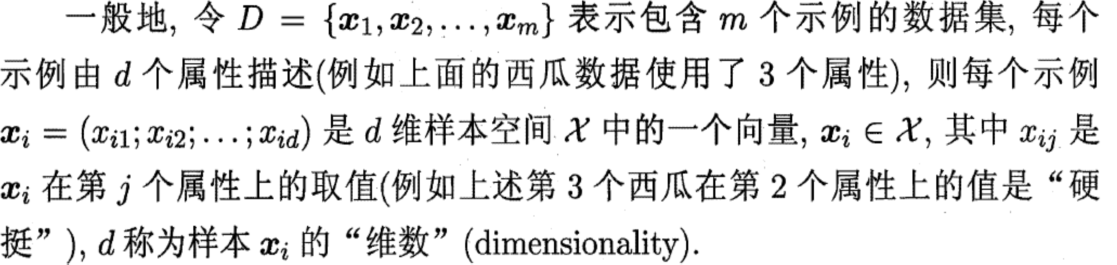 一般地, 令 D = {x₁, x₂, ..., xₘ} 表示包含 m 个示例的数据集, 每个
示例由 d 个属性描述(例如上面的西瓜数据使用了 3 个属性), 则每个示例
xᵢ = (xᵢ₁; xᵢ₂; ...; x_{id}) 是 d 维样本空间 𝒳 中的一个向量, xᵢ ∈ 𝒳, 其中 x_{ij} 是
xᵢ 在第 j 个属性上的取值(例如上述第 3 个西瓜在第 2 个属性上的值是“硬
挺”), d 称为样本 xᵢ 的“维数”(dimensionality).